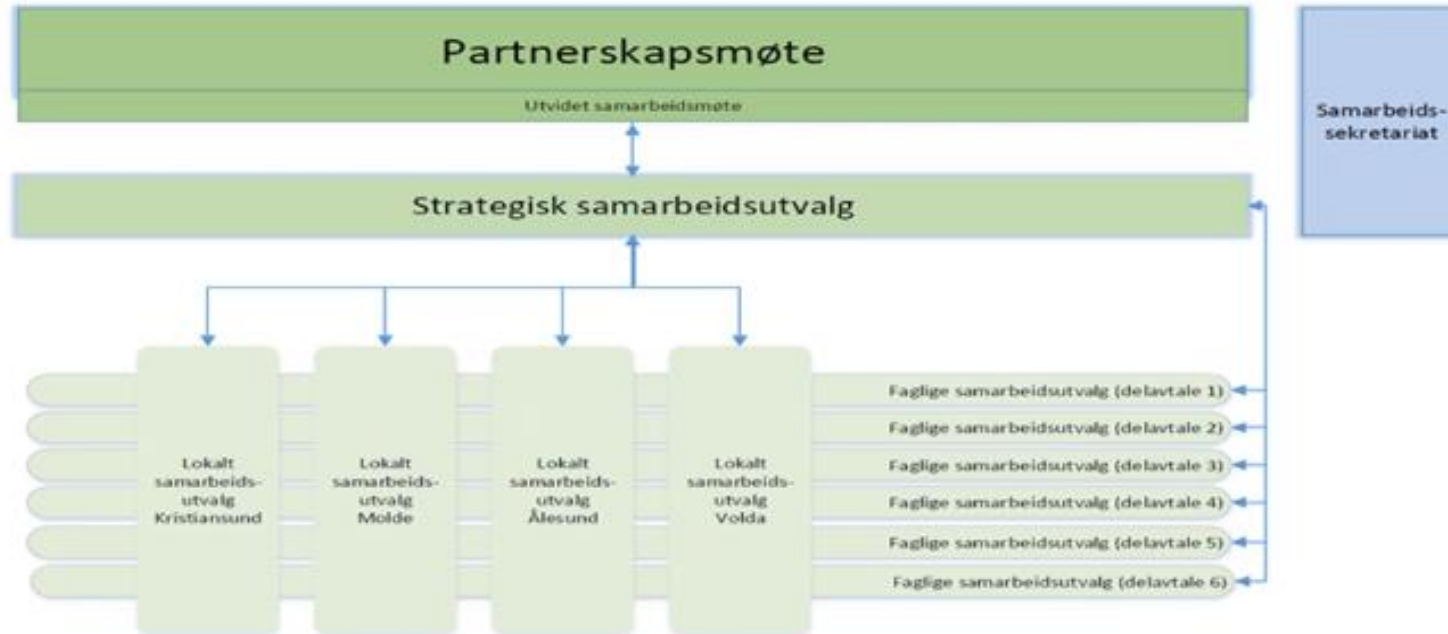 Partnerskapsmøte
Utvidet samarbeidsmøte
Samarbeids-
sekretariat
Strategisk samarbeidsutvalg
Lokalt
samarbeids-
utvalg
Kristiansund
Lokalt
samarbeids-
utvalg
Molde
Lokalt
samarbeids-
utvalg
Ålesund
Lokalt
samarbeids-
utvalg
Volda
Faglige samarbeidsutvalg (delavtale 1)
Faglige samarbeidsutvalg (delavtale 2)
Faglige samarbeidsutvalg (delavtale 3)
Faglige samarbeidsutvalg (delavtale 4)
Faglige samarbeidsutvalg (delavtale 5)
Faglige samarbeidsutvalg (delavtale 6)